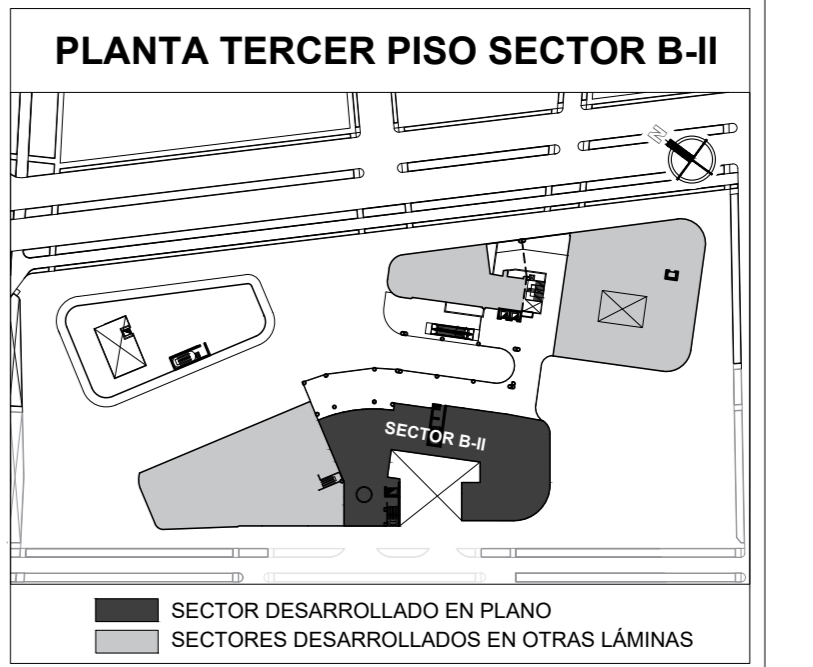 PLANTA TERCER PISO SECTOR B-II
N
SECTOR B-II
SECTOR DESARROLLADO EN PLANO
SECTORES DESARROLLADOS EN OTRAS LÁMINAS